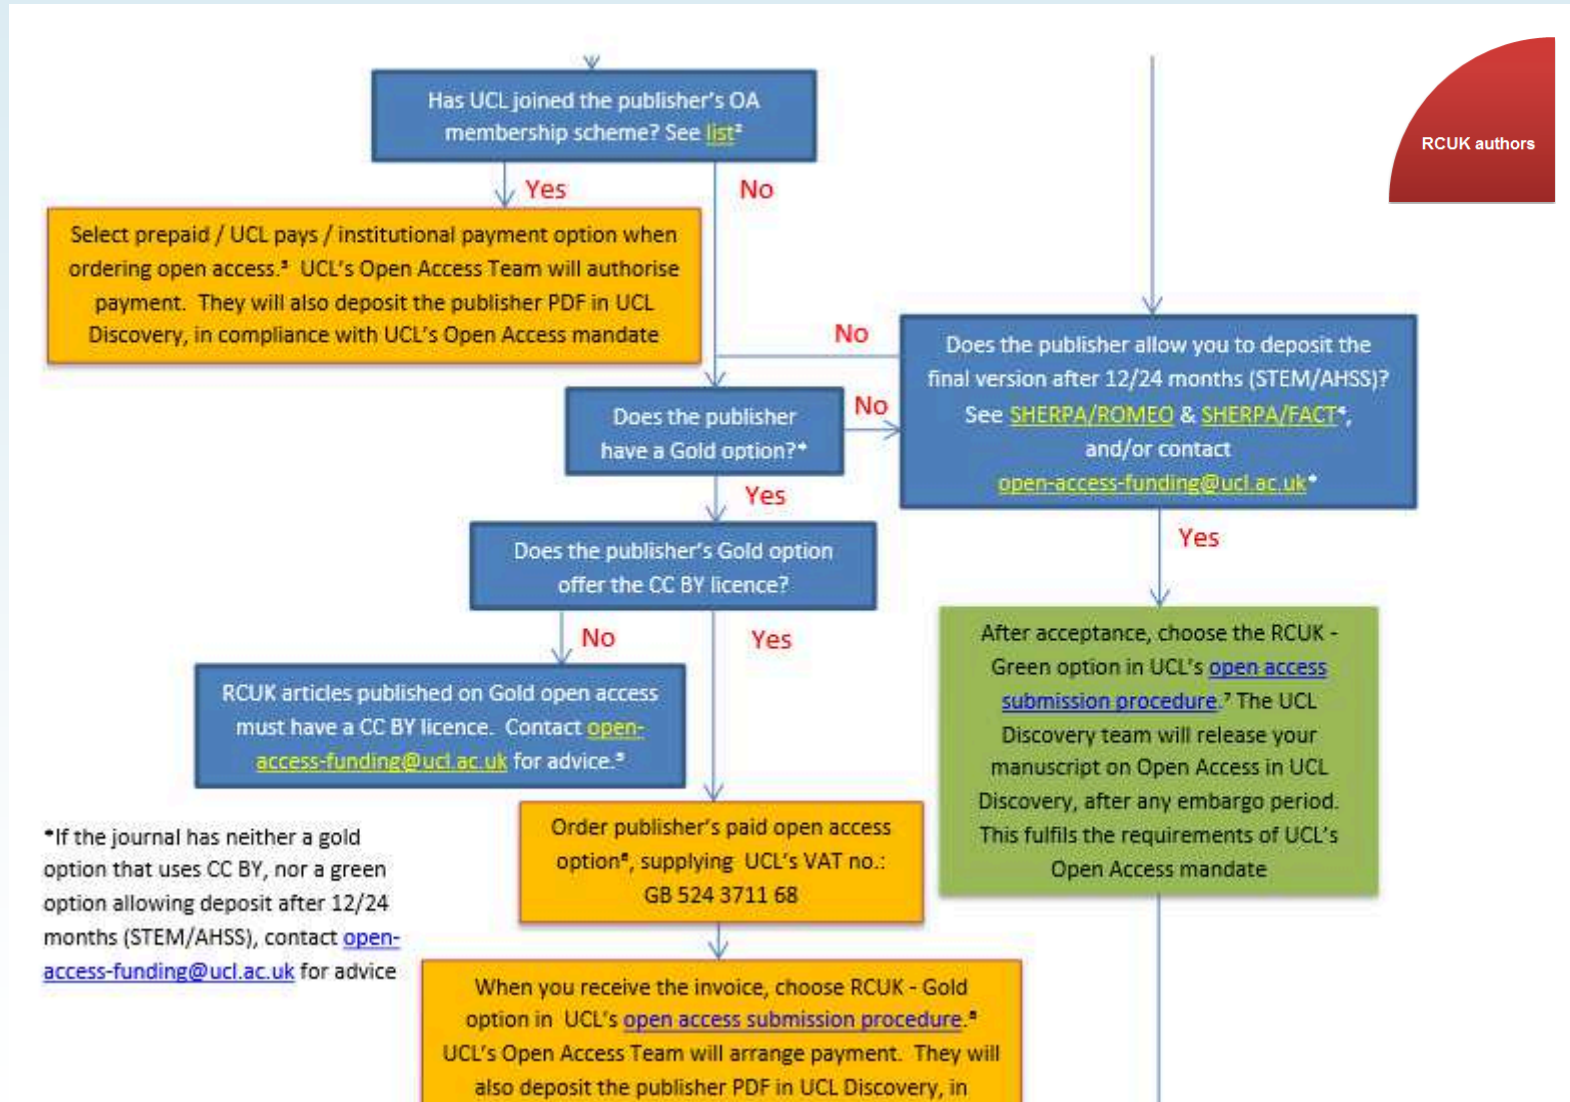 RCUK authors
Has UCL joined the publisher's OA
membership scheme? See list²
Yes
No
Select prepaid / UCL pays / institutional payment option when
ordering open access.³ UCL's Open Access Team will authorise
payment. They will also deposit the publisher PDF in UCL
Discovery, in compliance with UCL's Open Access mandate
No
Does the publisher allow you to deposit the
final version after 12/24 months (STEM/AHSS)?
See SHERPA/ROMEO & SHERPA/FACT⁴,
and/or contact
open-access-funding@ucl.ac.uk*
Does the publisher
have a Gold option?*
No
Yes
Yes
Does the publisher's Gold option
offer the CC BY licence?
No
Yes
RCUK articles published on Gold open access
must have a CC BY licence. Contact open-
access-funding@ucl.ac.uk for advice.⁵
After acceptance, choose the RCUK -
Green option in UCL's open access
submission procedure.⁷ The UCL
Discovery team will release your
manuscript on Open Access in UCL
Discovery, after any embargo period.
This fulfils the requirements of UCL's
Open Access mandate
Order publisher's paid open access
option⁶, supplying UCL's VAT no.:
GB 524 3711 68
*If the journal has neither a gold
option that uses CC BY, nor a green
option allowing deposit after 12/24
months (STEM/AHSS), contact open-
access-funding@ucl.ac.uk for advice
When you receive the invoice, choose RCUK - Gold
option in UCL's open access submission procedure.⁸
UCL's Open Access Team will arrange payment. They will
also deposit the publisher PDF in UCL Discovery, in